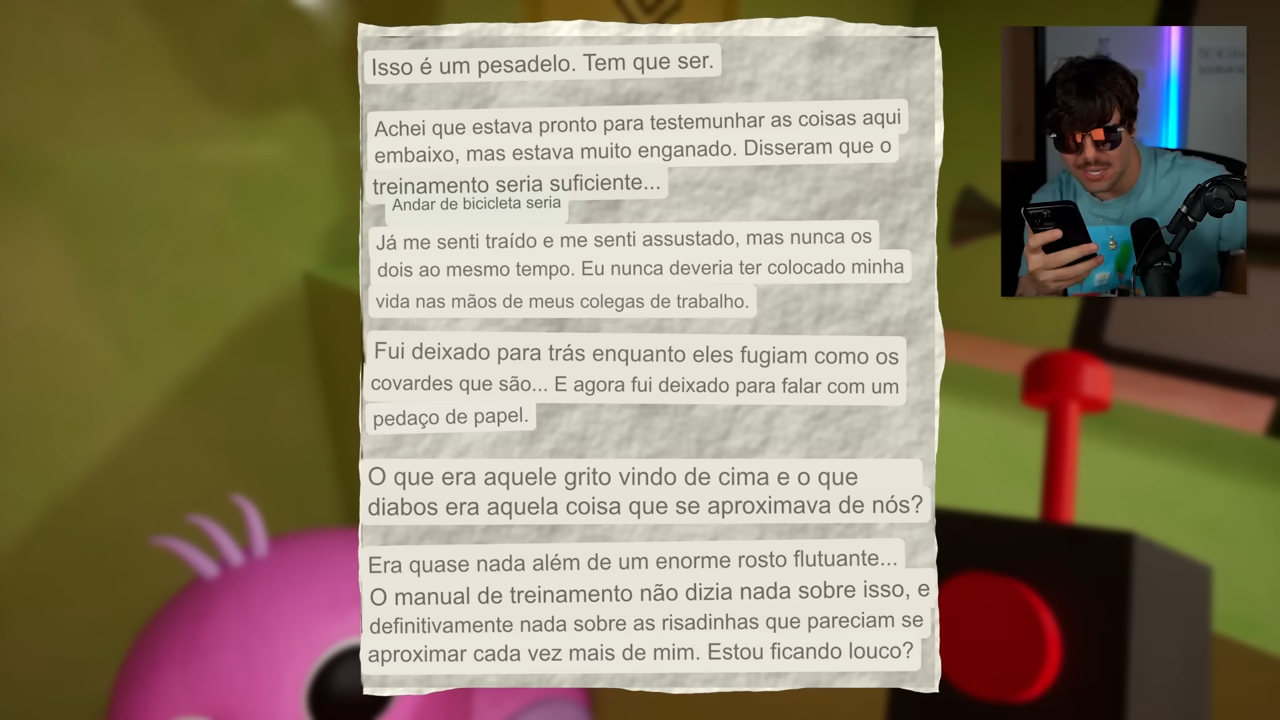 Isso é um pesadelo. Tem que ser.
Achei que estava pronto para testemunhar as coisas aqui
embaixo, mas estava muito enganado. Disseram que o
treinamento seria suficiente...
Andar de bicicleta seria
Já me senti traído e me senti assustado, mas nunca os
dois ao mesmo tempo. Eu nunca deveria ter colocado minha
vida nas mãos de meus colegas de trabalho.
Fui deixado para trás enquanto eles fugiam como os
covardes que são... E agora fui deixado para falar com um
pedaço de papel.
O que era aquele grito vindo de cima e o que
diabos era aquela coisa que se aproximava de nós?
Era quase nada além de um enorme rosto flutuante...
O manual de treinamento não dizia nada sobre isso, e
definitivamente nada sobre as risadinhas que pareciam se
aproximar cada vez mais de mim. Estou ficando louco?